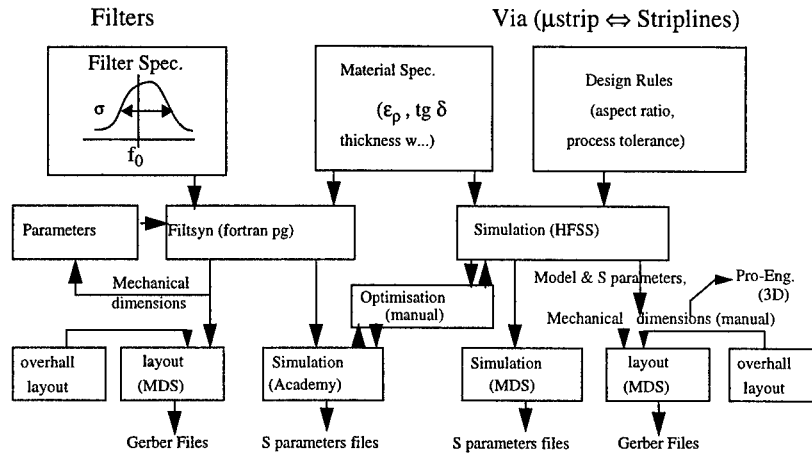 Filters
Via (μstrip ⇔ Striplines)
Filter Spec.
σ
f0
Material Spec.
(ερ , tg δ
thickness w...)
Design Rules
(aspect ratio,
process tolerance)
Parameters
Filtsyn (fortran pg)
Simulation (HFSS)
Mechanical
dimensions
Optimisation
(manual)
Model & S parameters,
Pro-Eng.
(3D)
Mechanical dimensions (manual)
overhall
layout
layout
(MDS)
Simulation
(Academy)
Simulation
(MDS)
layout
(MDS)
overhall
layout
Gerber Files
S parameters files
S parameters files
Gerber Files